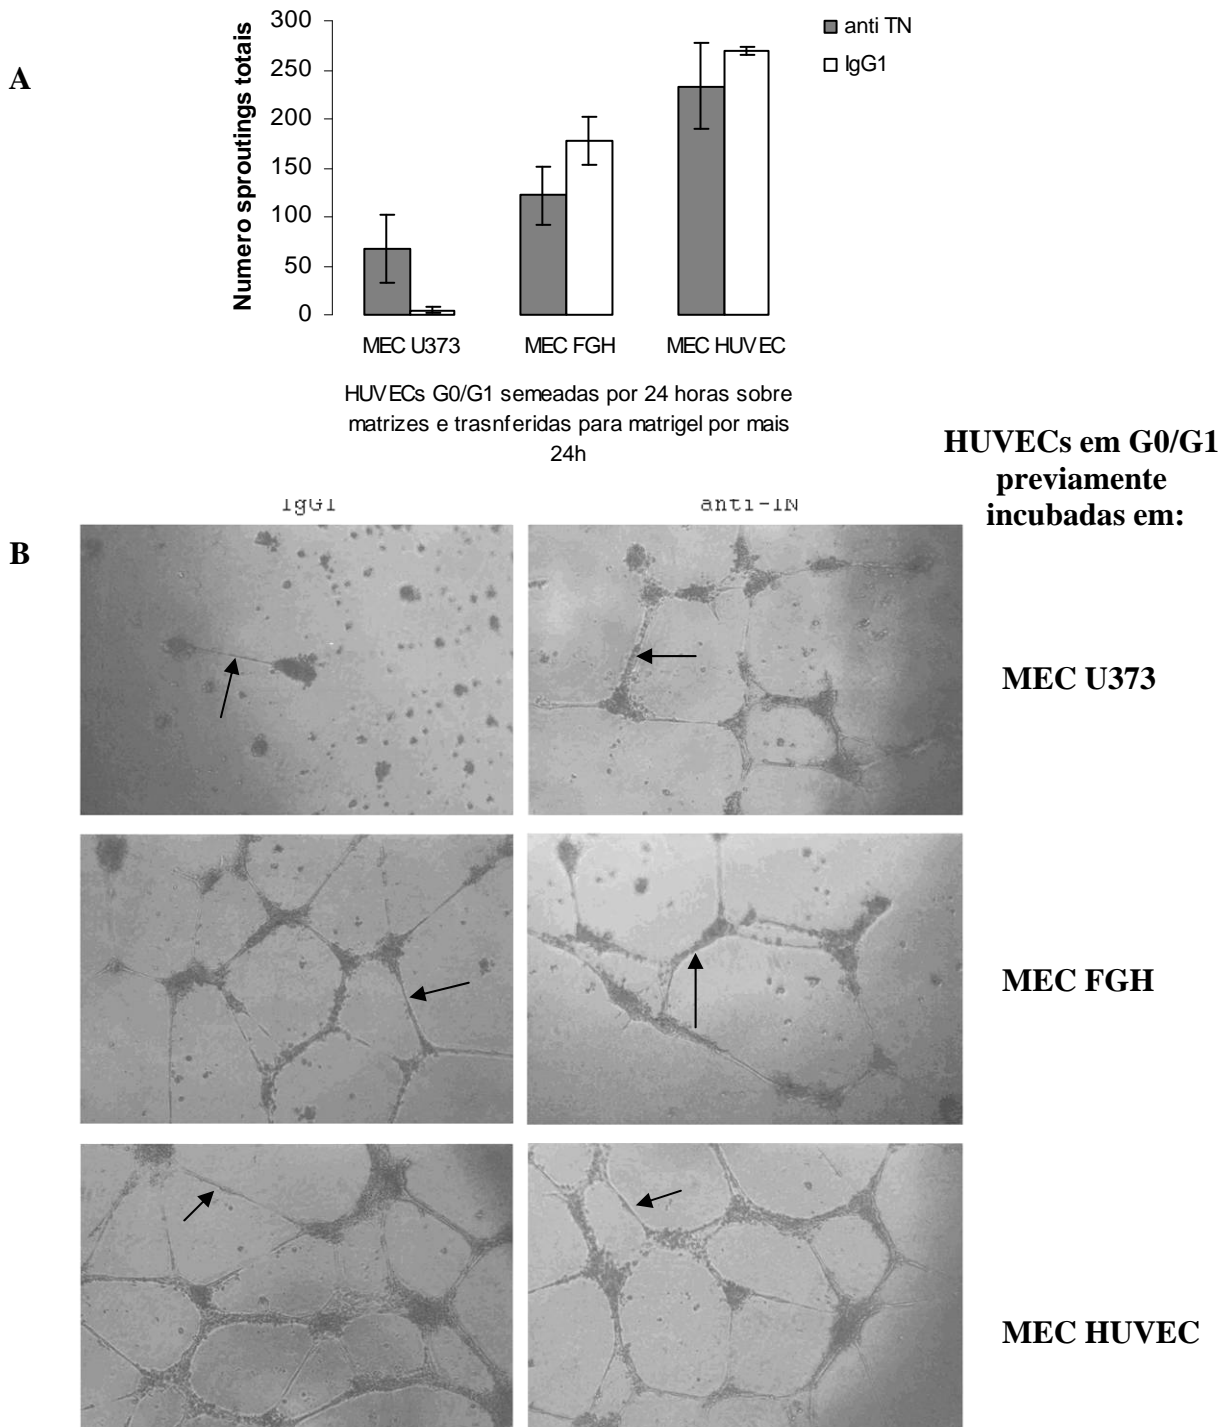 A
300
250
200
150
100
50
0
Numero sproutings totais
anti TN
IgG1
MEC U373
MEC FGH
MEC HUVEC
HUVECs G0/G1 semeadas por 24 horas sobre
matrizes e trasnferidas para matrigel por mais
24h
HUVECs em G0/G1
previamente
incubadas em:
B
IgG1
anti-TN
MEC U373
MEC FGH
MEC HUVEC